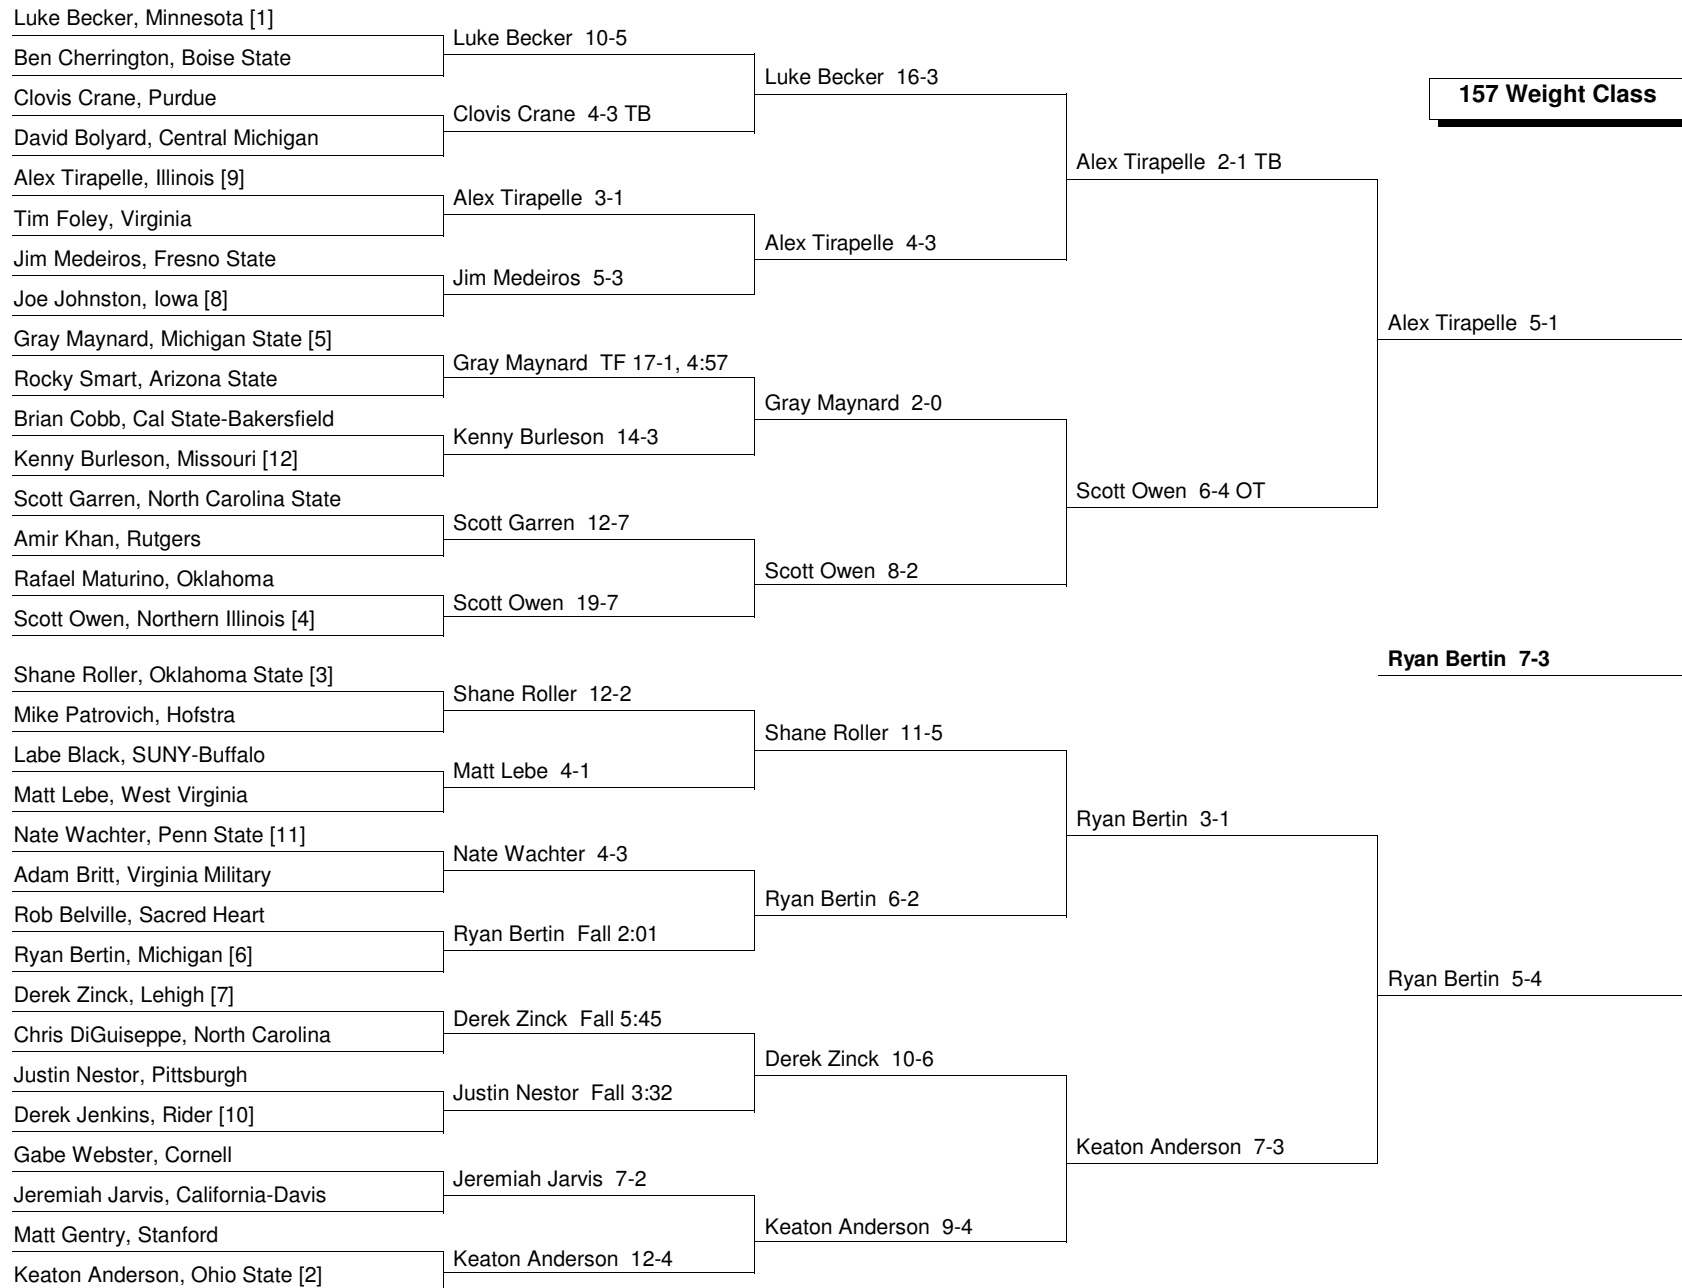 Luke Becker, Minnesota [1]
Ben Cherrington, Boise State
Clovis Crane, Purdue
David Bolyard, Central Michigan
Alex Tirapelle, Illinois [9]
Tim Foley, Virginia
Jim Medeiros, Fresno State
Joe Johnston, Iowa [8]
Gray Maynard, Michigan State [5]
Rocky Smart, Arizona State
Brian Cobb, Cal State-Bakersfield
Kenny Burleson, Missouri [12]
Scott Garren, North Carolina State
Amir Khan, Rutgers
Rafael Maturino, Oklahoma
Scott Owen, Northern Illinois [4]
Shane Roller, Oklahoma State [3]
Mike Patrovich, Hofstra
Labe Black, SUNY-Buffalo
Matt Lebe, West Virginia
Nate Wachter, Penn State [11]
Adam Britt, Virginia Military
Rob Belville, Sacred Heart
Ryan Bertin, Michigan [6]
Derek Zinck, Lehigh [7]
Chris DiGuiseppe, North Carolina
Justin Nestor, Pittsburgh
Derek Jenkins, Rider [10]
Gabe Webster, Cornell
Jeremiah Jarvis, California-Davis
Matt Gentry, Stanford
Keaton Anderson, Ohio State [2]
Luke Becker 10-5
Clovis Crane 4-3 TB
Alex Tirapelle 3-1
Jim Medeiros 5-3
Gray Maynard TF 17-1, 4:57
Kenny Burleson 14-3
Scott Garren 12-7
Scott Owen 19-7
Shane Roller 12-2
Matt Lebe 4-1
Nate Wachter 4-3
Ryan Bertin Fall 2:01
Derek Zinck Fall 5:45
Justin Nestor Fall 3:32
Jeremiah Jarvis 7-2
Keaton Anderson 12-4
Luke Becker 16-3
Alex Tirapelle 4-3
Gray Maynard 2-0
Scott Owen 8-2
Shane Roller 11-5
Ryan Bertin 6-2
Derek Zinck 10-6
Keaton Anderson 9-4
Alex Tirapelle 2-1 TB
Scott Owen 6-4 OT
Ryan Bertin 3-1
Keaton Anderson 7-3
157 Weight Class
Alex Tirapelle 5-1
Ryan Bertin 7-3
Ryan Bertin 5-4